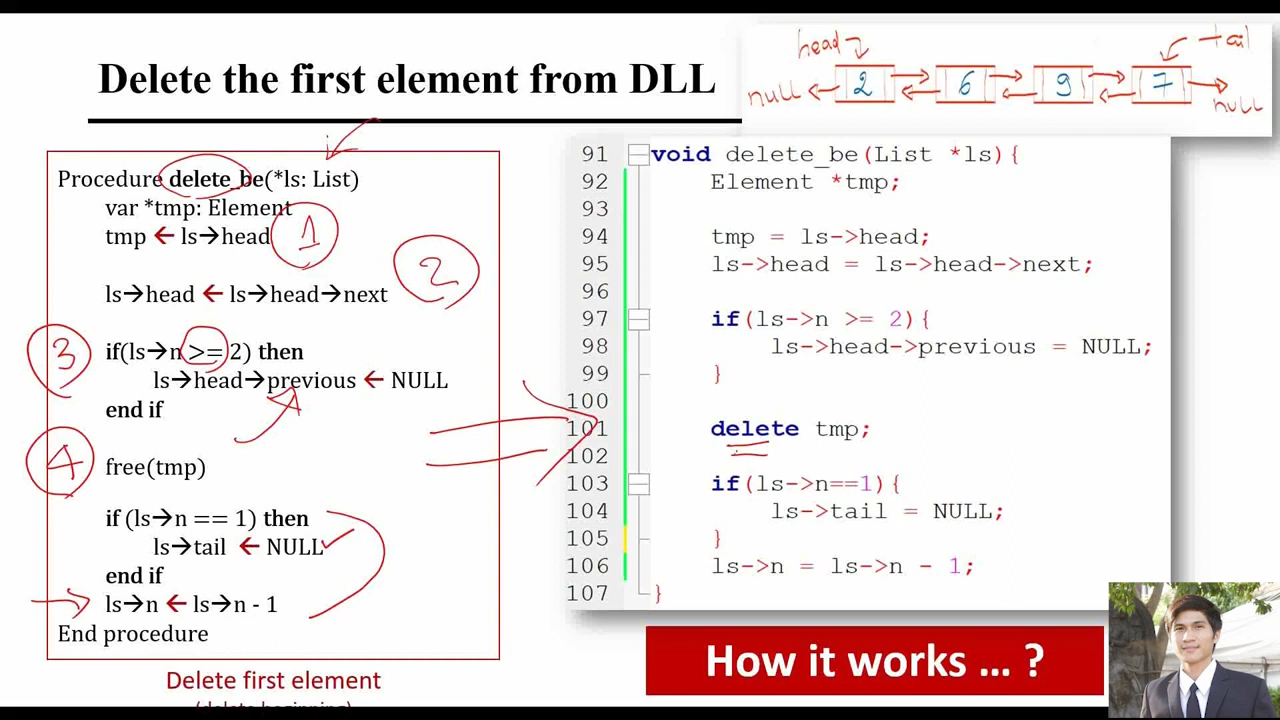 Delete the first element from DLL
head
tail
null 2 6 9 7 null
Procedure delete_be(*ls: List)
var *tmp: Element
tmp 🡨 ls→head
1
2
ls→head 🡨 ls→head→next
3
if(ls→n >= 2) then
ls→head→previous 🡨 NULL
end if
4
free(tmp)
if (ls→n == 1) then
ls→tail 🡨 NULL
end if
ls→n 🡨 ls→n - 1
End procedure
Delete first element
(delete beginning)
91 void delete_be(List *ls){
92 Element *tmp;
93
94 tmp = ls->head;
95 ls->head = ls->head->next;
96
97 if(ls->n >= 2){
98 ls->head->previous = NULL;
99 }
100
101 delete tmp;
102
103 if(ls->n==1){
104 ls->tail = NULL;
105 }
106 ls->n = ls->n - 1;
107 }
How it works ... ?